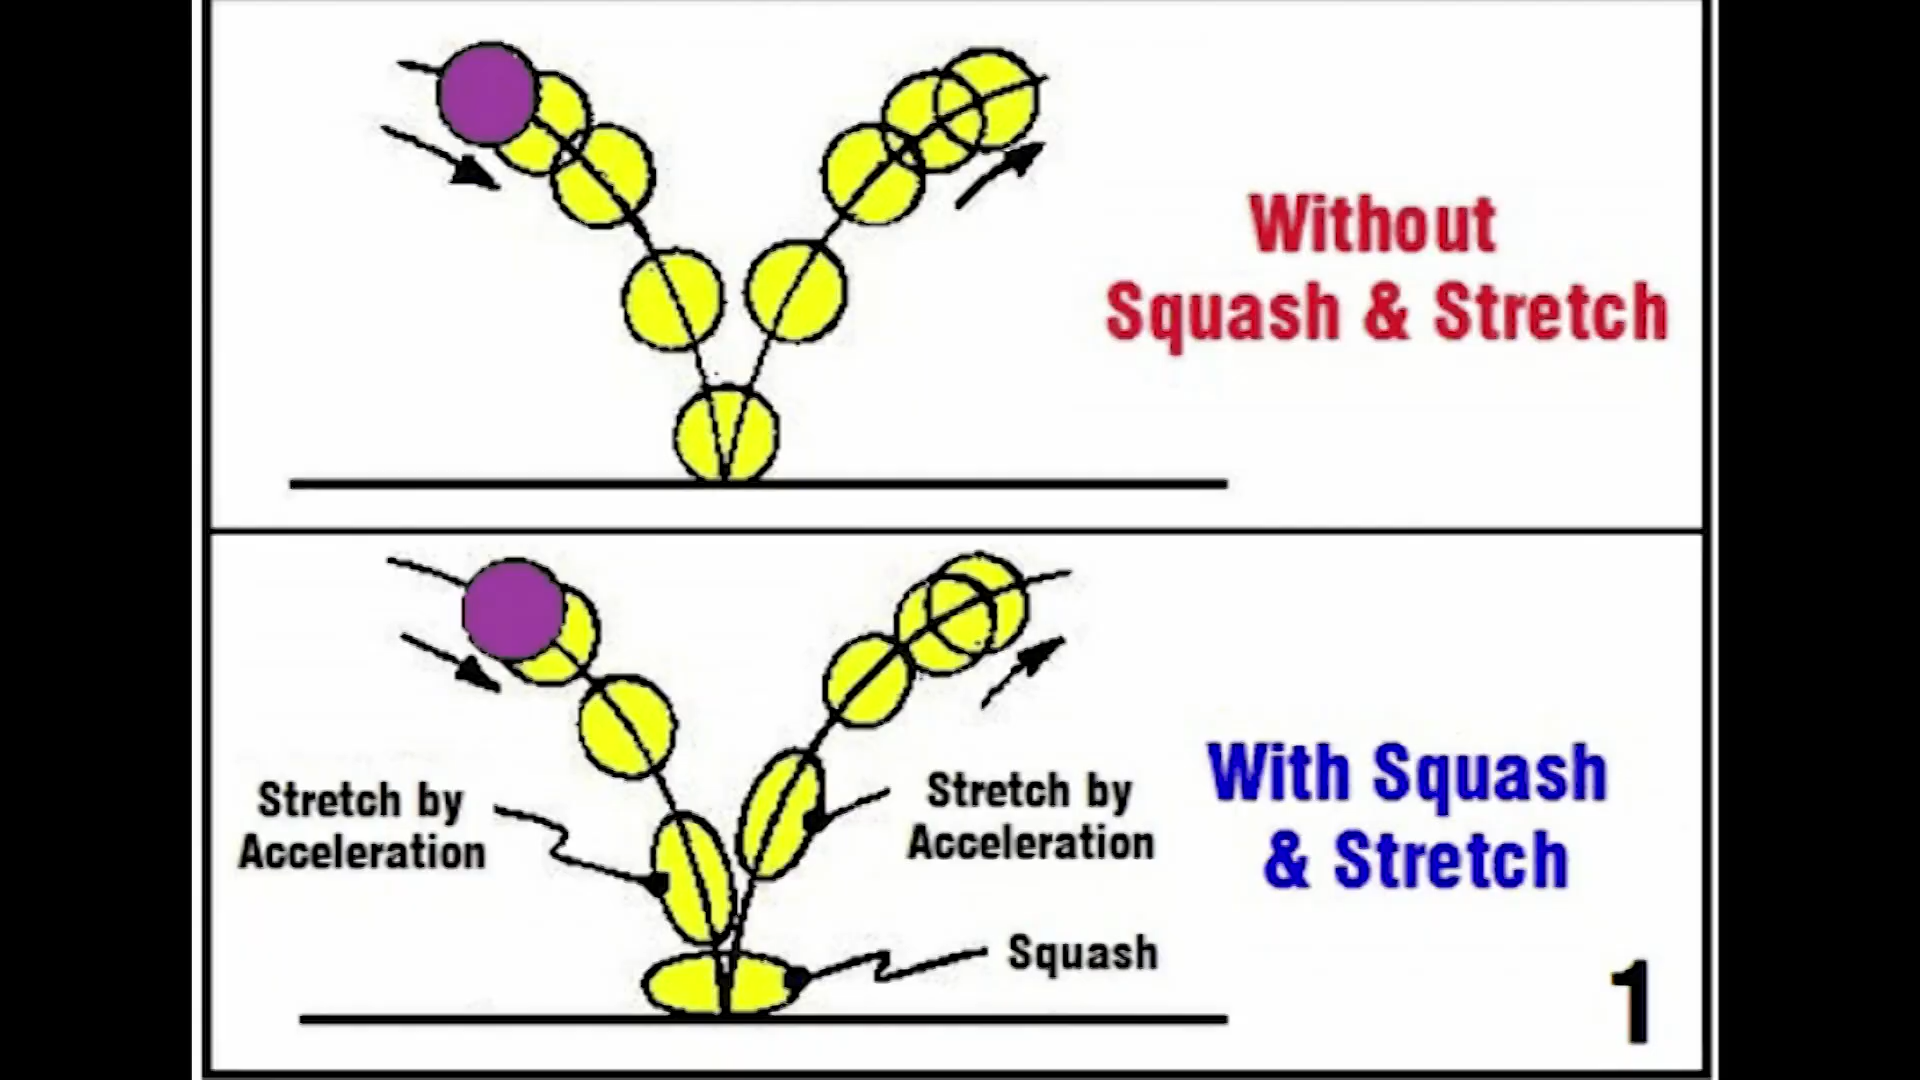 Without
Squash & Stretch
Stretch by
Acceleration
Stretch by
Acceleration
With Squash
& Stretch
Squash
1